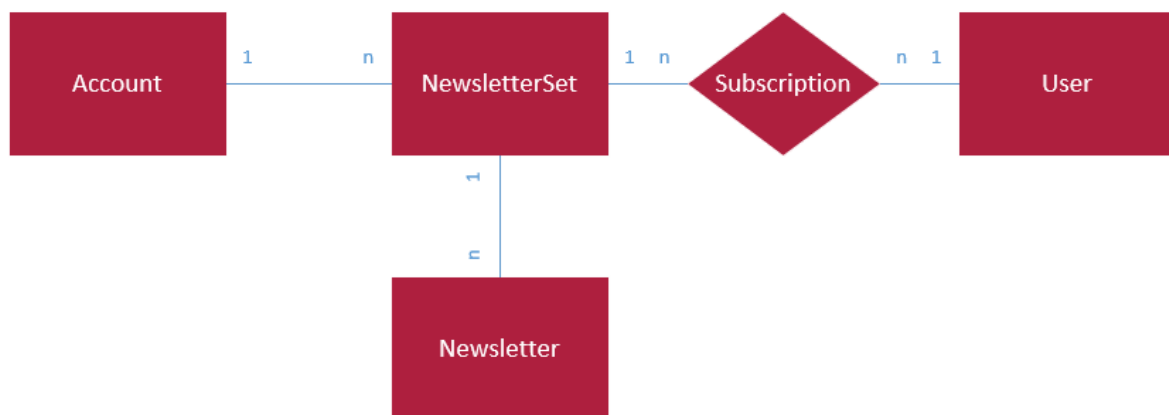 1 n 1 n n 1
Account NewsletterSet Subscription User
1
n
Newsletter